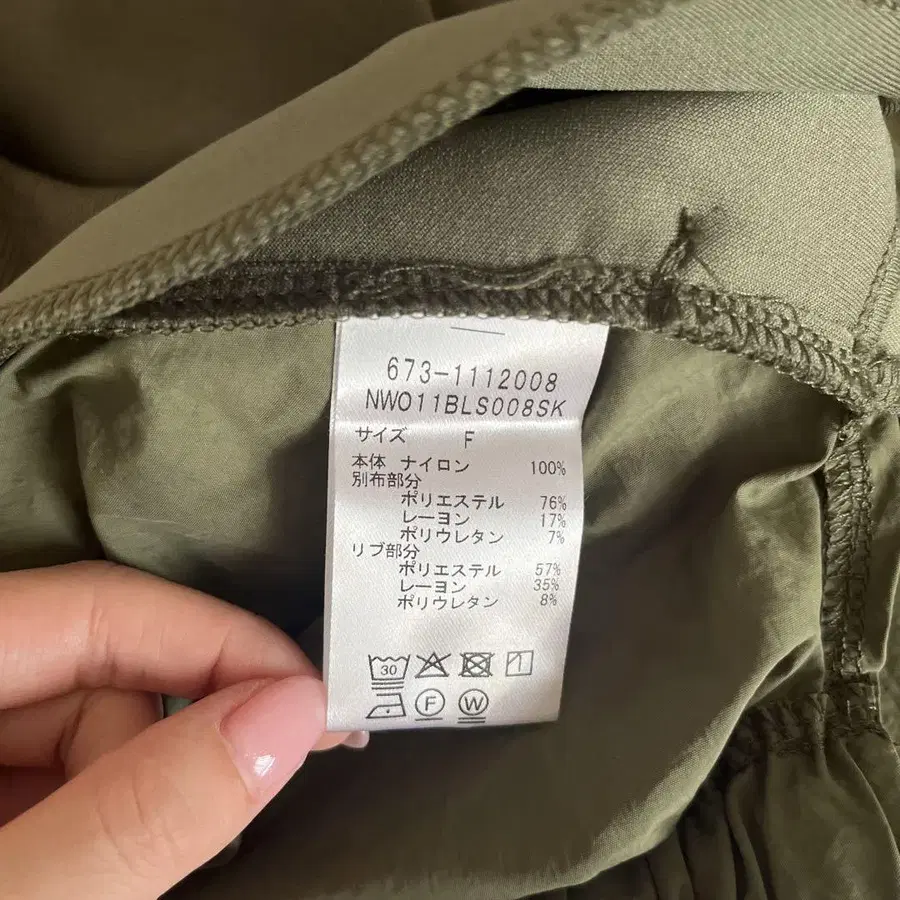 673-1112008
NW011BLS008SK
サイズ F
本体 ナイロン 100%
別布部分
ポリエステル 76%
レーヨン 17%
ポリウレタン 7%
リブ部分
ポリエステル 57%
レーヨン 35%
ポリウレタン 8%
30
F W